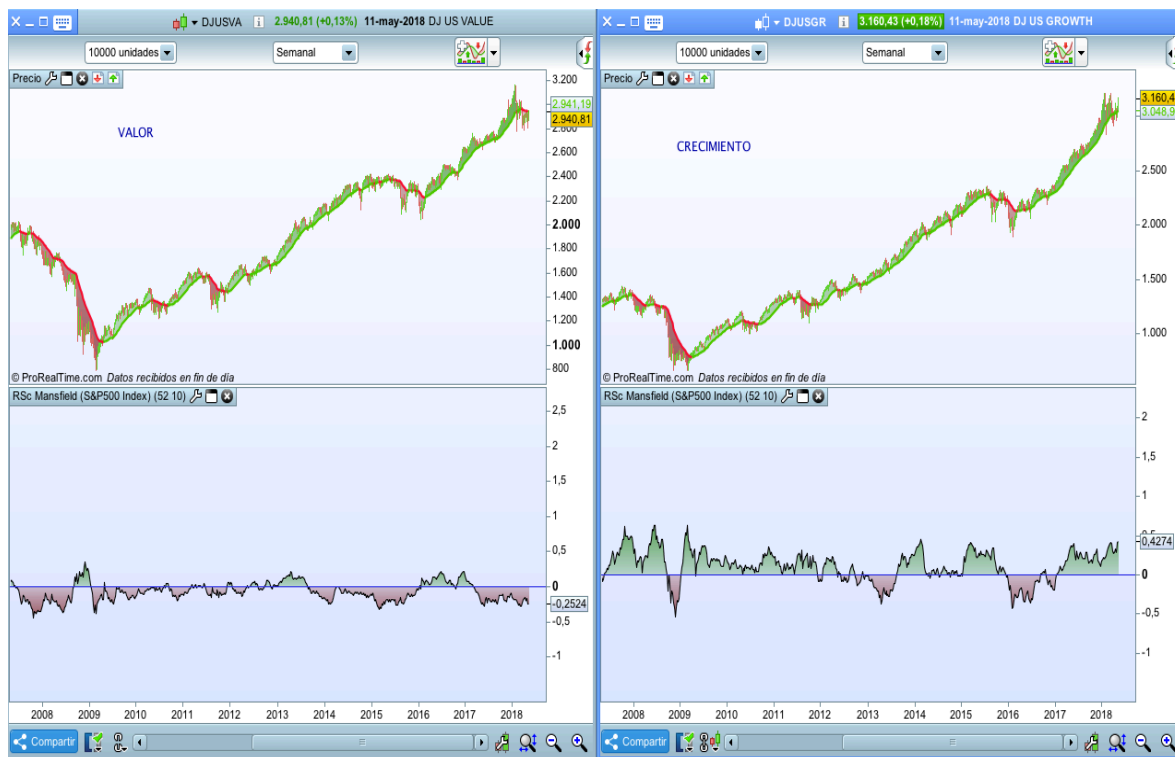 DJUSVA 2.940,81 (+0,13%) 11-may-2018 DJ US VALUE
10000 unidades Semanal
Precio
VALOR
3.200
2.941,19
2.940,81
2.800
2.600
2.400
2.200
2.000
1.800
1.600
1.400
1.200
1.000
800
© ProRealTime.com Datos recibidos en fin de día
RSc Mansfield (S&P500 Index) (52 10)
2,5
2
1,5
1
0,5
0
-0,2524
-0,5
-1
2008 2009 2010 2011 2012 2013 2014 2015 2016 2017 2018
Compartir
DJUSGR 3.160,43 (+0,18%) 11-may-2018 DJ US GROWTH
10000 unidades Semanal
Precio
CRECIMIENTO
3.160,4
3.048,9
2.500
1.500
1.000
© ProRealTime.com Datos recibidos en fin de día
RSc Mansfield (S&P500 Index) (52 10)
2
1,5
1
0,4274
0
-0,5
-1
2008 2009 2010 2011 2012 2013 2014 2015 2016 2017 2018
Compartir